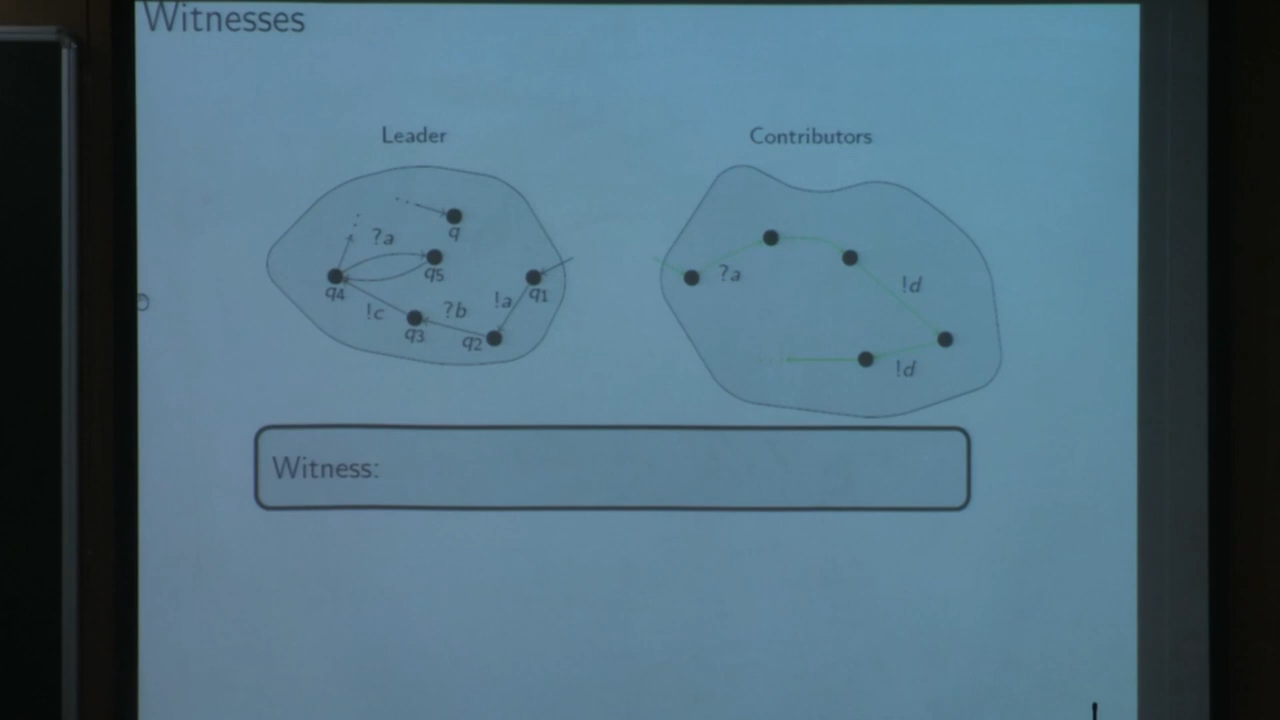 Witnesses
Leader
Contributors
?a
q
q5
q4
!c
q3
?b
q2
!a
q1
?a
!d
!d
Witness: